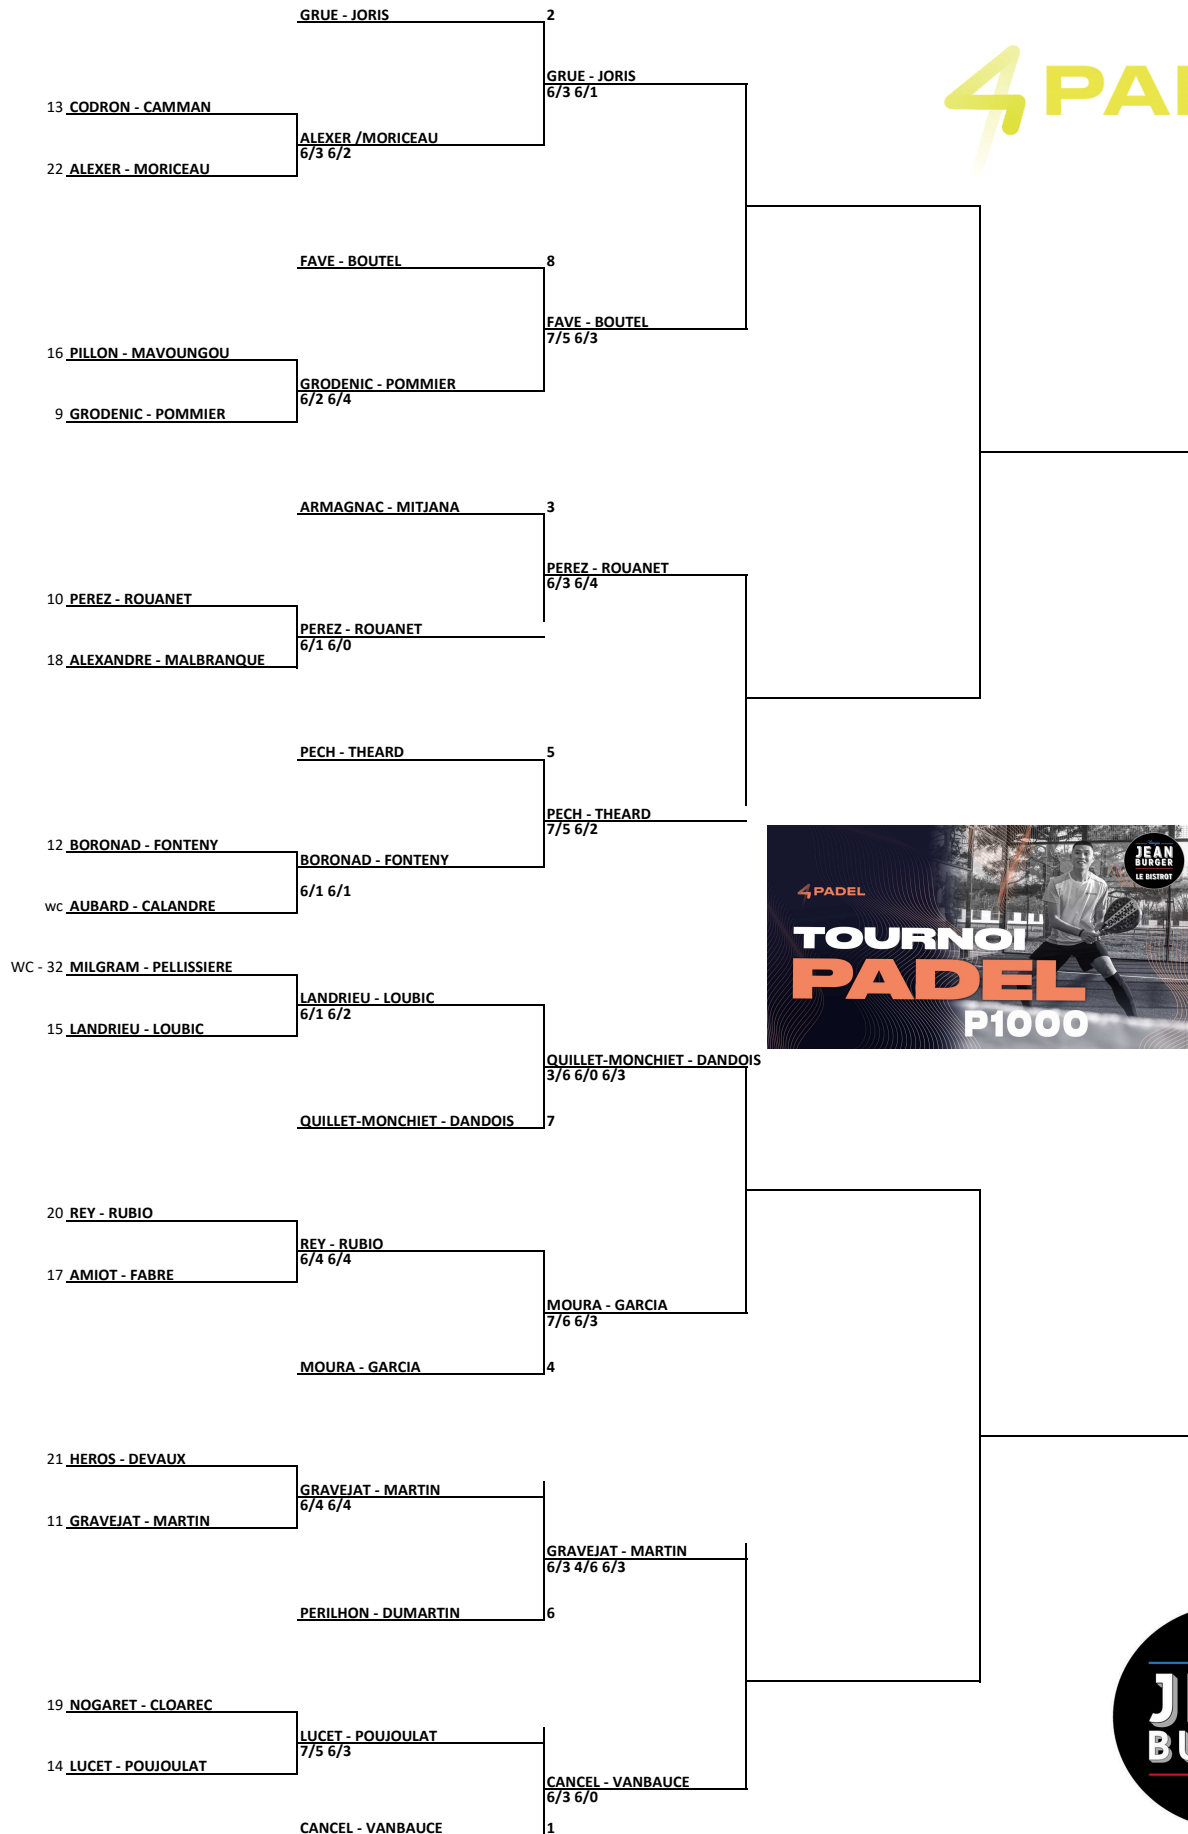 GRUE - JORIS 2
GRUE - JORIS
6/3 6/1
13 CODRON - CAMMAN
ALEXER /MORICEAU
6/3 6/2
22 ALEXER - MORICEAU
FAVE - BOUTEL 8
FAVE - BOUTEL
7/5 6/3
16 PILLON - MAVOUNGOU
GRODENIC - POMMIER
6/2 6/4
9 GRODENIC - POMMIER
ARMAGNAC - MITJANA 3
PEREZ - ROUANET
6/3 6/4
10 PEREZ - ROUANET
PEREZ - ROUANET
6/1 6/0
18 ALEXANDRE - MALBRANQUE
PECH - THEARD 5
PECH - THEARD
7/5 6/2
12 BORONAD - FONTENY
BORONAD - FONTENY
6/1 6/1
wc AUBARD - CALANDRE
JEAN
BURGER
LE BISTROT
4PADEL
TOURNOI
PADEL
P1000
WC - 32 MILGRAM - PELLISSIERE
LANDRIEU - LOUBIC
6/1 6/2
15 LANDRIEU - LOUBIC
QUILLET-MONCHIET - DANDOIS
3/6 6/0 6/3
QUILLET-MONCHIET - DANDOIS 7
20 REY - RUBIO
REY - RUBIO
6/4 6/4
17 AMIOT - FABRE
MOURA - GARCIA
7/6 6/3
MOURA - GARCIA 4
21 HEROS - DEVAUX
GRAVEJAT - MARTIN
6/4 6/4
11 GRAVEJAT - MARTIN
GRAVEJAT - MARTIN
6/3 4/6 6/3
PERILHON - DUMARTIN 6
19 NOGARET - CLOAREC
LUCET - POUJOULAT
7/5 6/3
14 LUCET - POUJOULAT
CANCEL - VANBAUCE
6/3 6/0
CANCEL - VANBAUCE 1